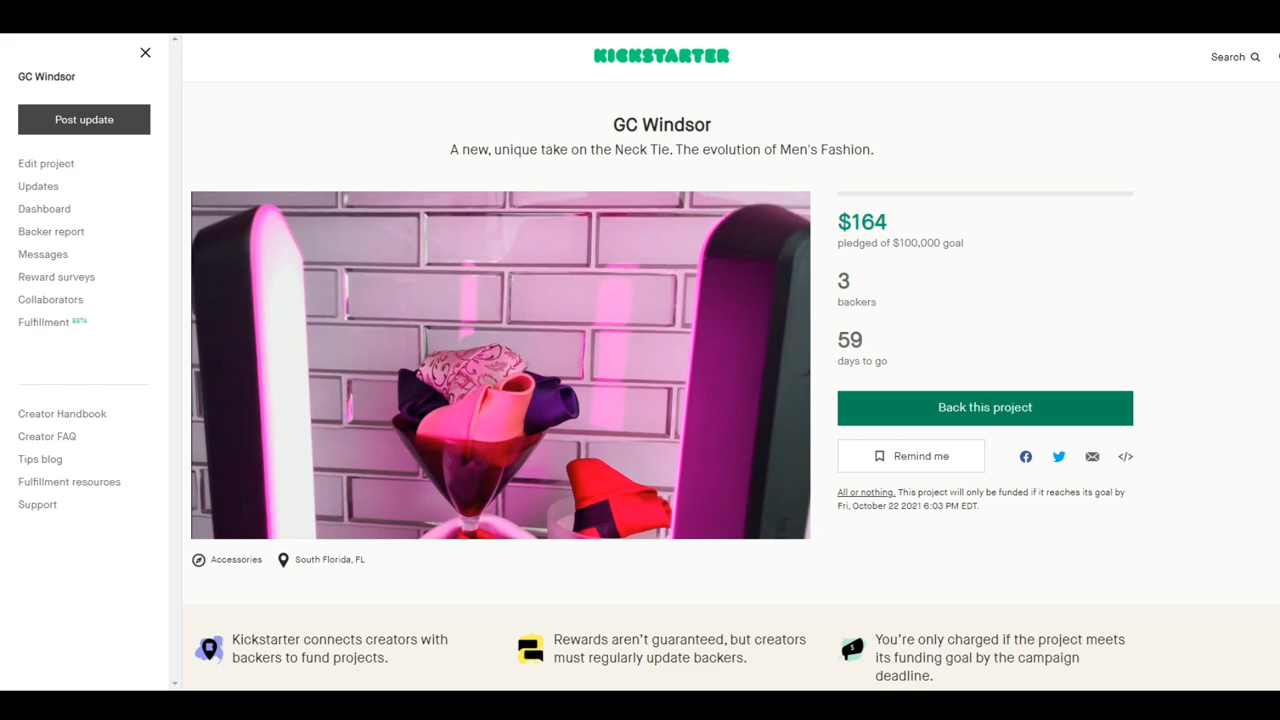 GC Windsor
Post update
Edit project
Updates
Dashboard
Backer report
Messages
Reward surveys
Collaborators
Fulfillment BETA
Creator Handbook
Creator FAQ
Tips blog
Fulfillment resources
Support
KICKSTARTER
Search
GC Windsor
A new, unique take on the Neck Tie. The evolution of Men's Fashion.
$164
pledged of $100,000 goal
3
backers
59
days to go
Back this project
Remind me
All or nothing. This project will only be funded if it reaches its goal by
Fri, October 22 2021 6:03 PM EDT.
Accessories
South Florida, FL
Kickstarter connects creators with
backers to fund projects.
Rewards aren't guaranteed, but creators
must regularly update backers.
You're only charged if the project meets
its funding goal by the campaign
deadline.